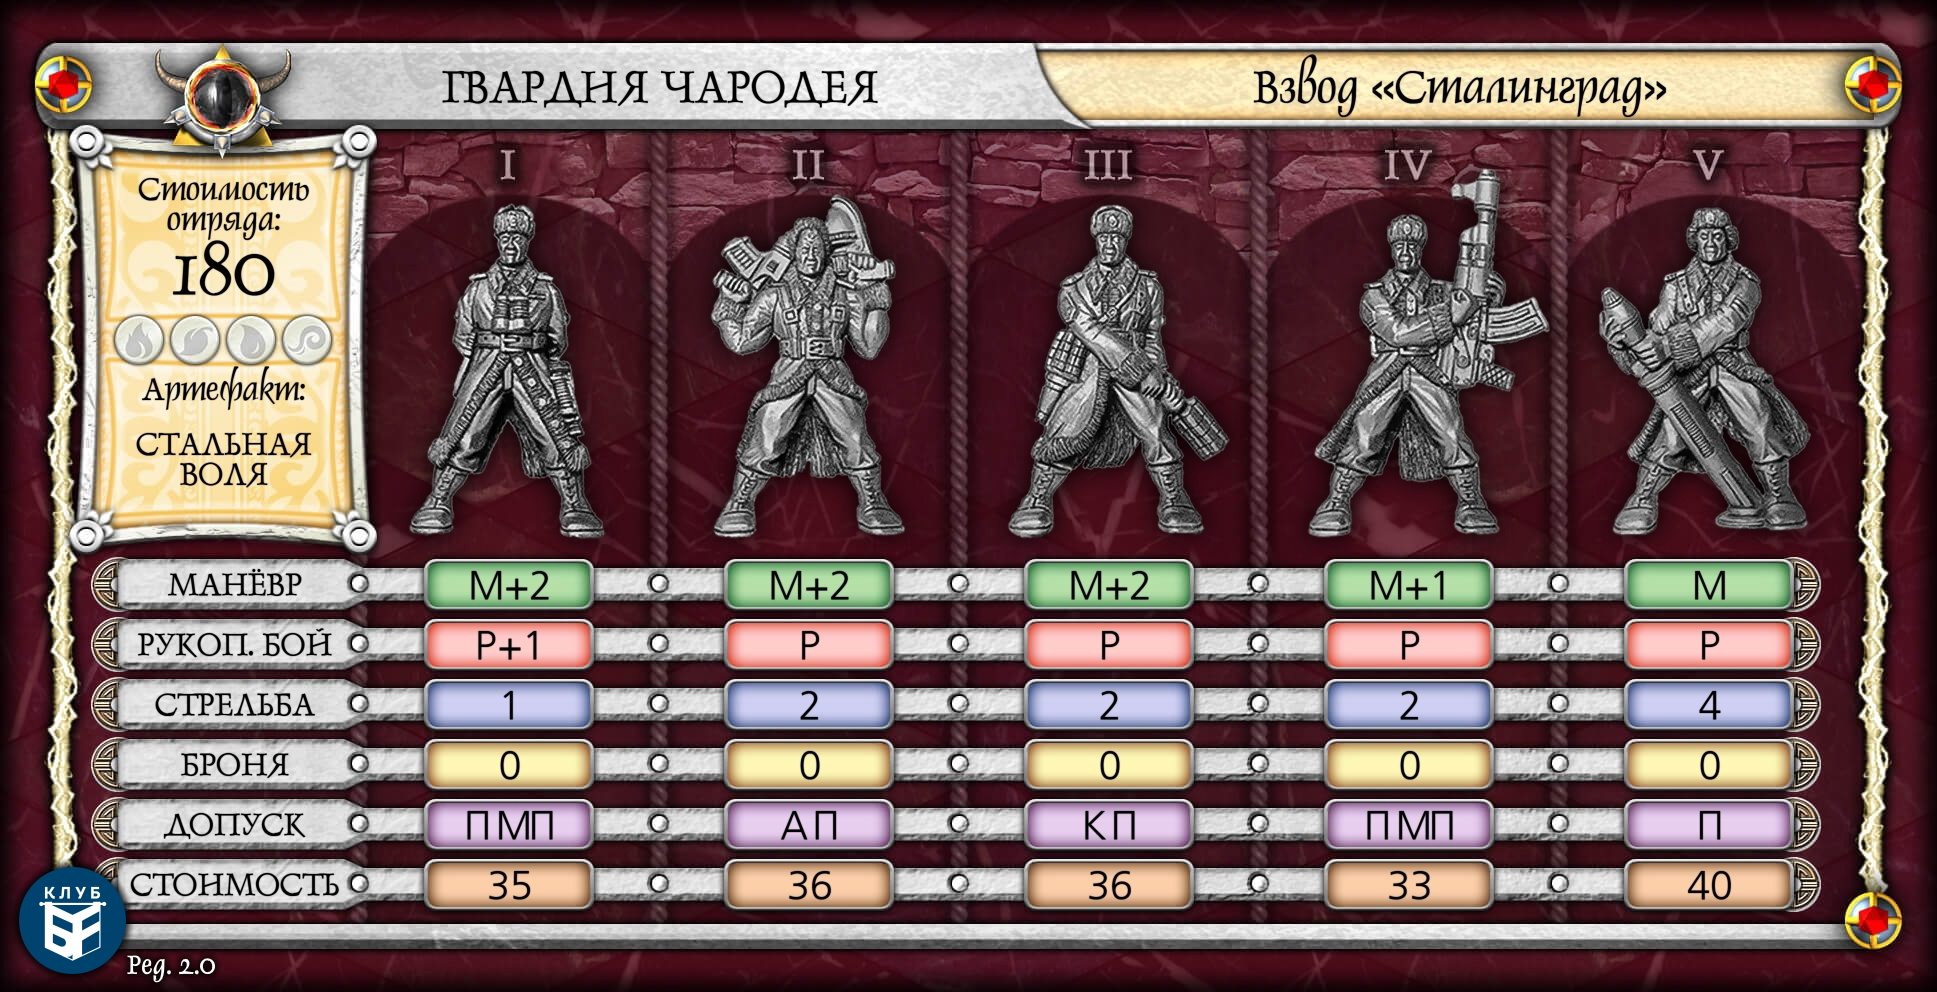 ГВАРДИЯ ЧАРОДЕЯ
Взвод «Сталинград»
Стоимость
отряда:
180
Артефакт:
СТАЛЬНАЯ
ВОЛЯ
I II III IV V
МАНЁВР М+2 М+2 М+2 М+1 М
РУКОП. БОЙ Р+1 Р Р Р Р
СТРЕЛЬБА 1 2 2 2 4
БРОНЯ 0 0 0 0 0
ДОПУСК ПМП АП КП ПМП П
СТОИМОСТЬ 35 36 36 33 40
КЛУБ
БФ
Ред. 2.0